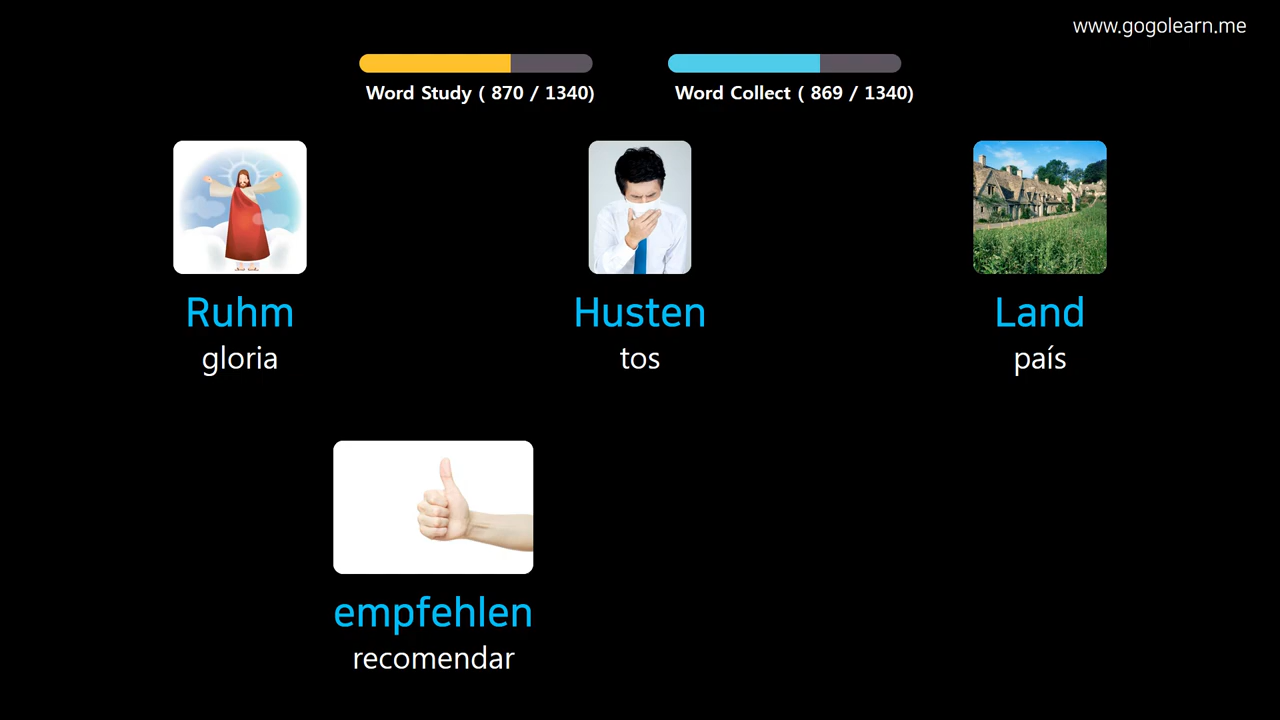 www.gogolearn.me
Word Study ( 870 / 1340)
Word Collect ( 869 / 1340)
Ruhm
gloria
Husten
tos
Land
país
empfehlen
recomendar